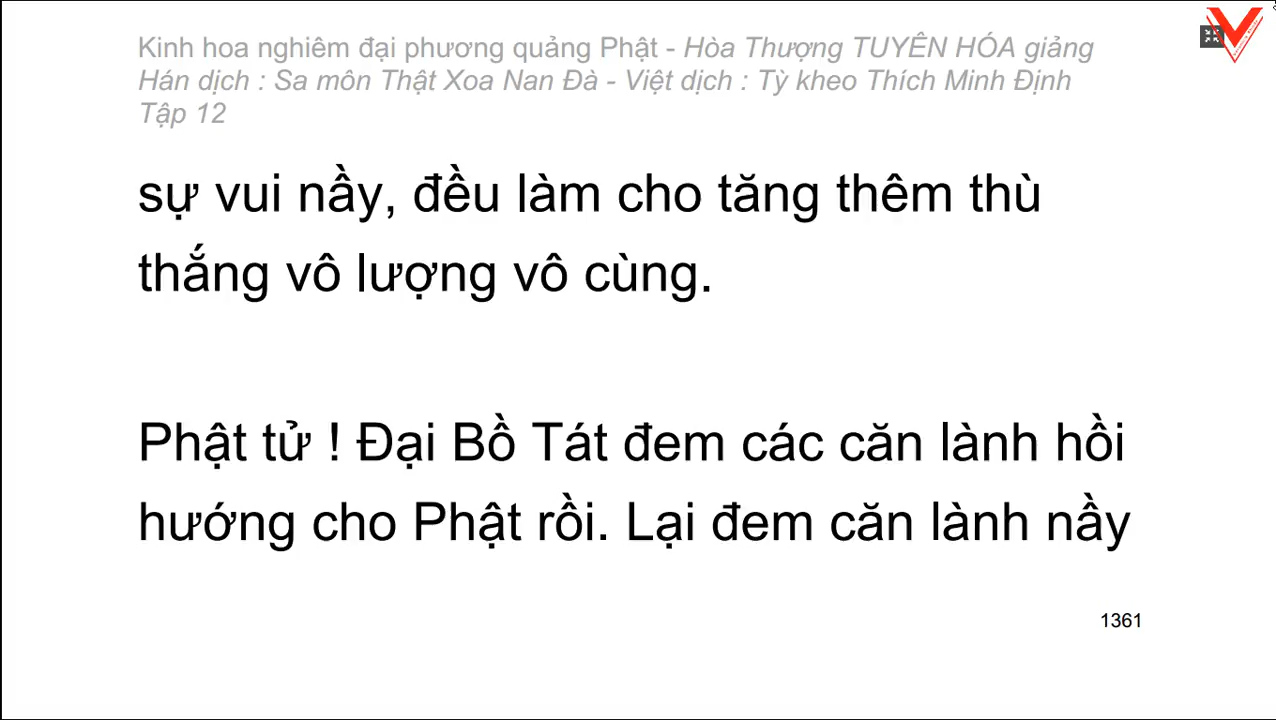 Kinh hoa nghiêm đại phương quảng Phật - Hòa Thượng TUYÊN HÓA giảng
Hán dịch : Sa môn Thật Xoa Nan Đà - Việt dịch : Tỳ kheo Thích Minh Định
Tập 12
sự vui nầy, đều làm cho tăng thêm thù
thắng vô lượng vô cùng.
Phật tử ! Đại Bồ Tát đem các căn lành hồi
hướng cho Phật rồi. Lại đem căn lành nầy
1361